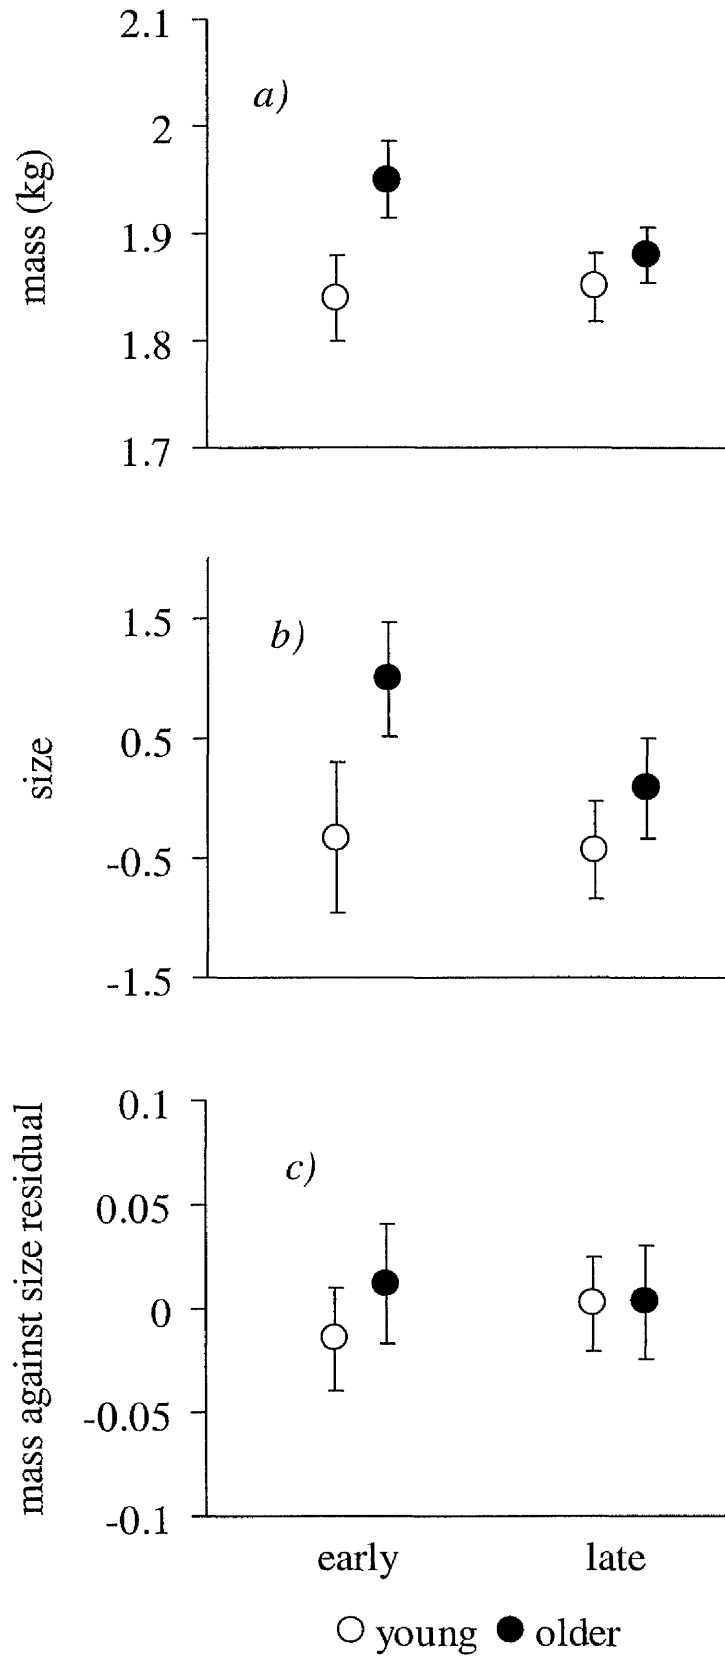 2.1
a)
2
mass (kg)
1.9
1.8
1.7
1.5
b)
0.5
size
-0.5
-1.5
0.1
c)
0.05
mass against size residual
0
-0.05
-0.1
early late
young older